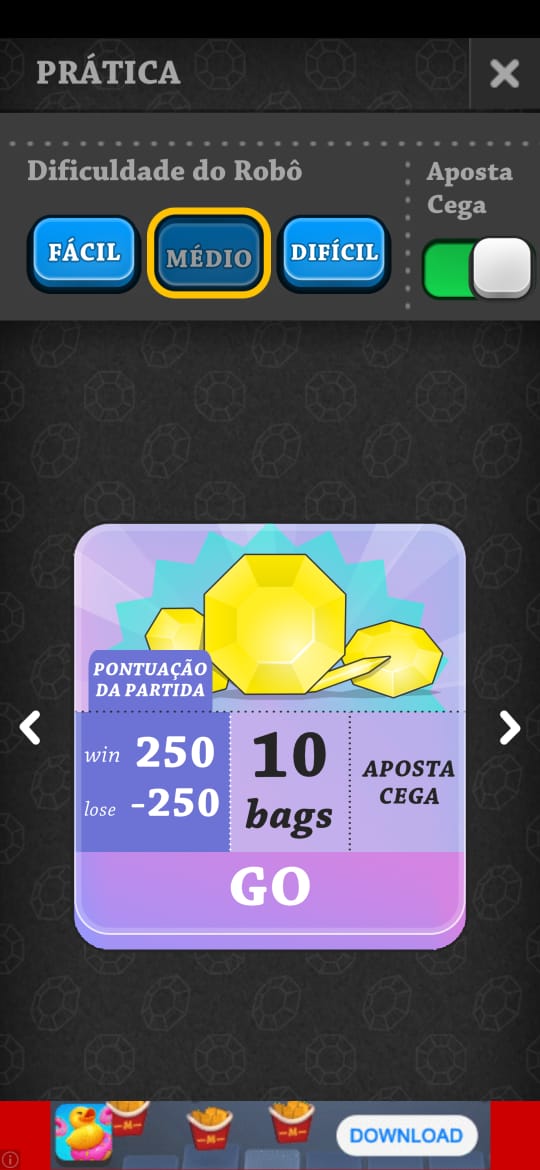 PRÁTICA
Dificuldade do Robô
Aposta
Cega
FÁCIL
MÉDIO
DIFÍCIL
PONTUAÇÃO
DA PARTIDA
win 250
lose -250
10
bags
APOSTA
CEGA
GO
M
M
M
DOWNLOAD